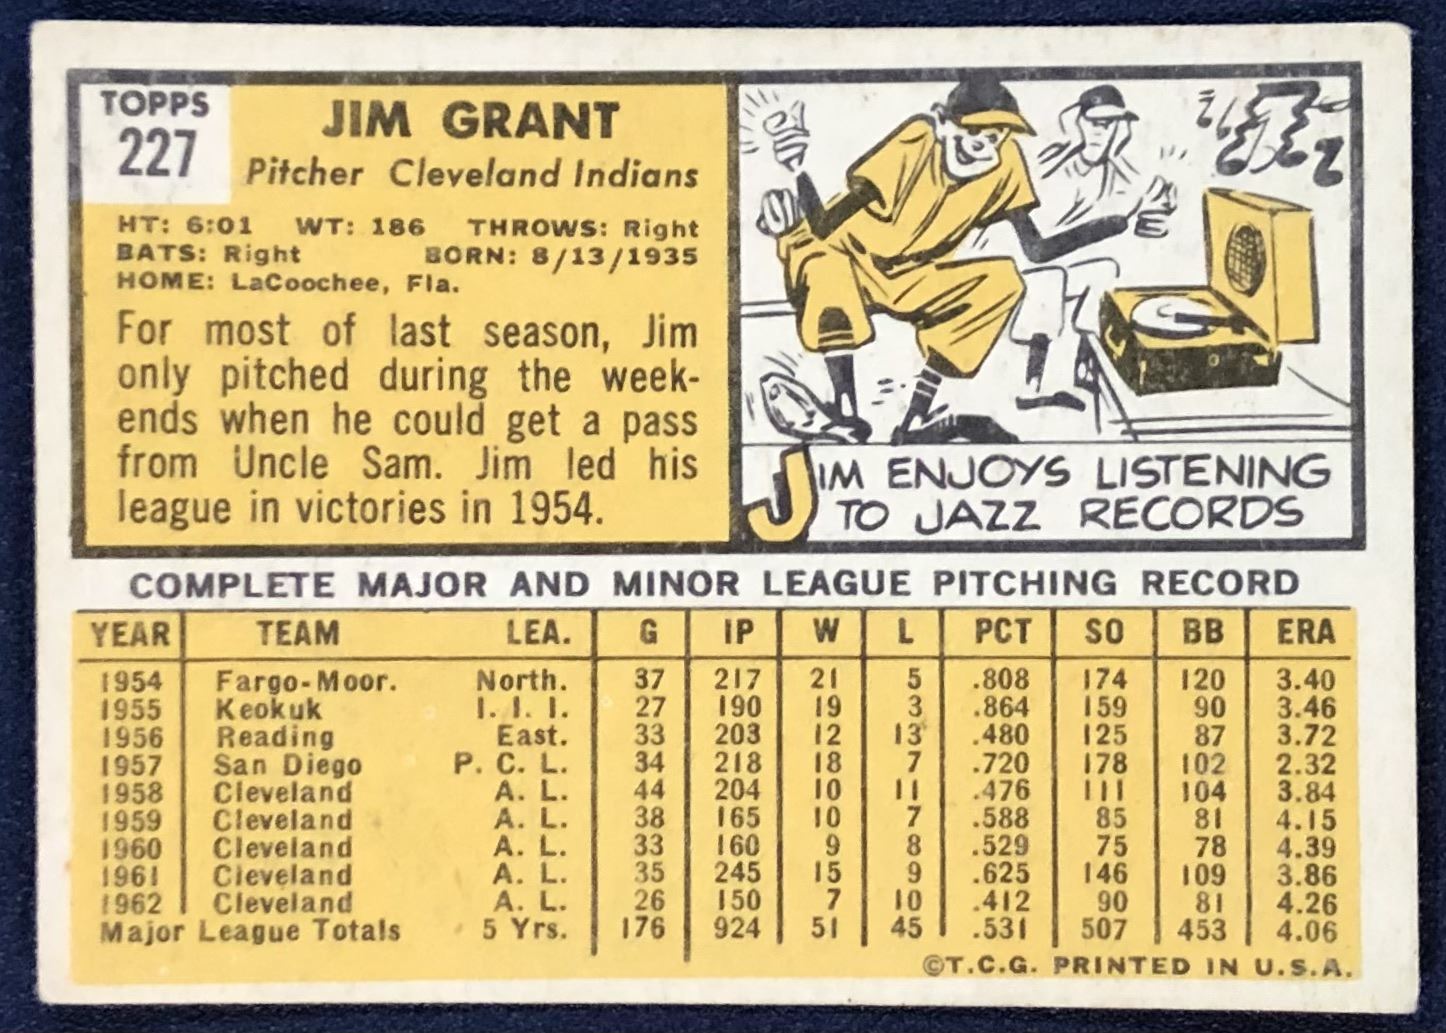 TOPPS
227
JIM GRANT
Pitcher Cleveland Indians
HT: 6:01 WT: 186 THROWS: Right
BATS: Right BORN: 8/13/1935
HOME: LaCoochee, Fla.
For most of last season, Jim
only pitched during the week-
ends when he could get a pass
from Uncle Sam. Jim led his
league in victories in 1954.
JIM ENJOYS LISTENING
TO JAZZ RECORDS
COMPLETE MAJOR AND MINOR LEAGUE PITCHING RECORD
YEAR TEAM LEA. G IP W L PCT SO BB ERA
1954 Fargo-Moor. North. 37 217 21 5 .808 174 120 3.40
1955 Keokuk I. I. I. 27 190 19 3 .864 159 90 3.46
1956 Reading East. 33 203 12 13 .480 125 87 3.72
1957 San Diego P. C. L. 34 218 18 7 .720 178 102 2.32
1958 Cleveland A. L. 44 204 10 11 .476 111 104 3.84
1959 Cleveland A. L. 38 165 10 7 .588 85 81 4.15
1960 Cleveland A. L. 33 160 9 8 .529 75 78 4.39
1961 Cleveland A. L. 35 245 15 9 .625 146 109 3.86
1962 Cleveland A. L. 26 150 7 10 .412 90 81 4.26
Major League Totals 5 Yrs. 176 924 51 45 .531 507 453 4.06
©T.C.G. PRINTED IN U.S.A.